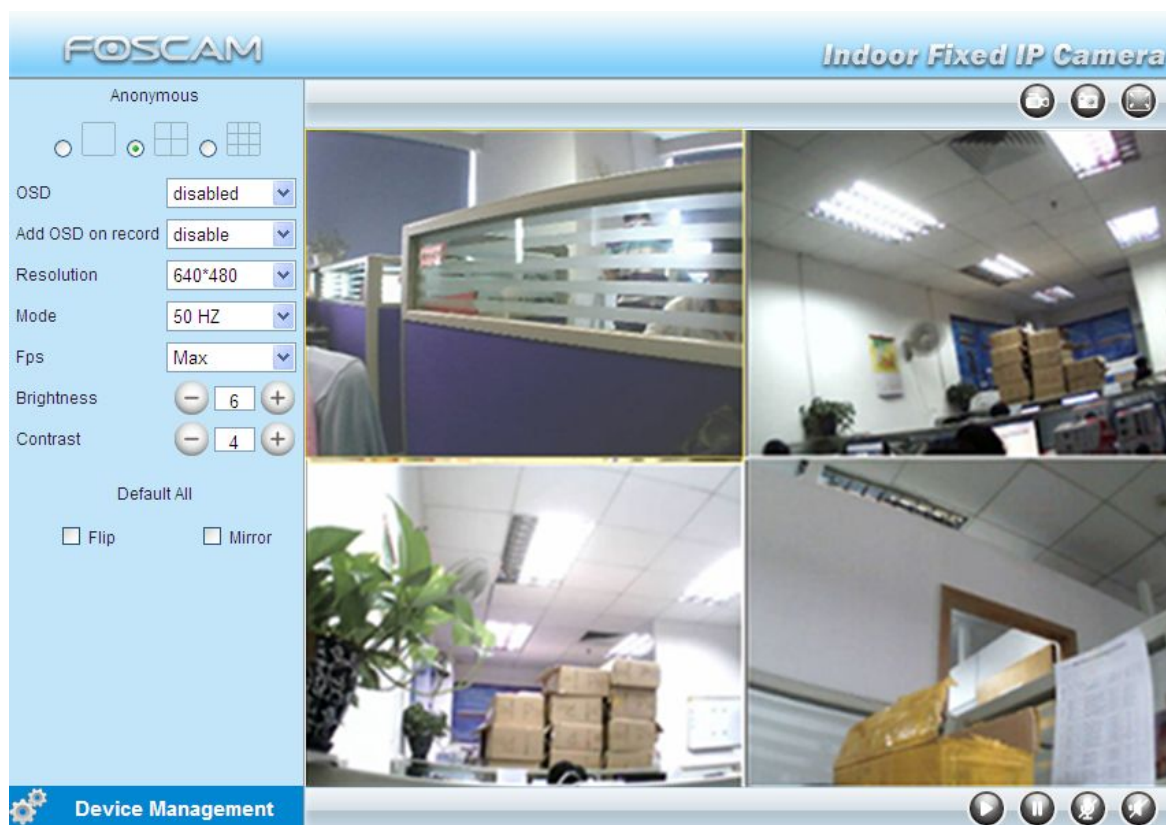 FOSCAM
Indoor Fixed IP Camera
Anonymous
OSD disabled
Add OSD on record disable
Resolution 640*480
Mode 50 HZ
Fps Max
Brightness 6
Contrast 4
Default All
Flip Mirror
Device Management